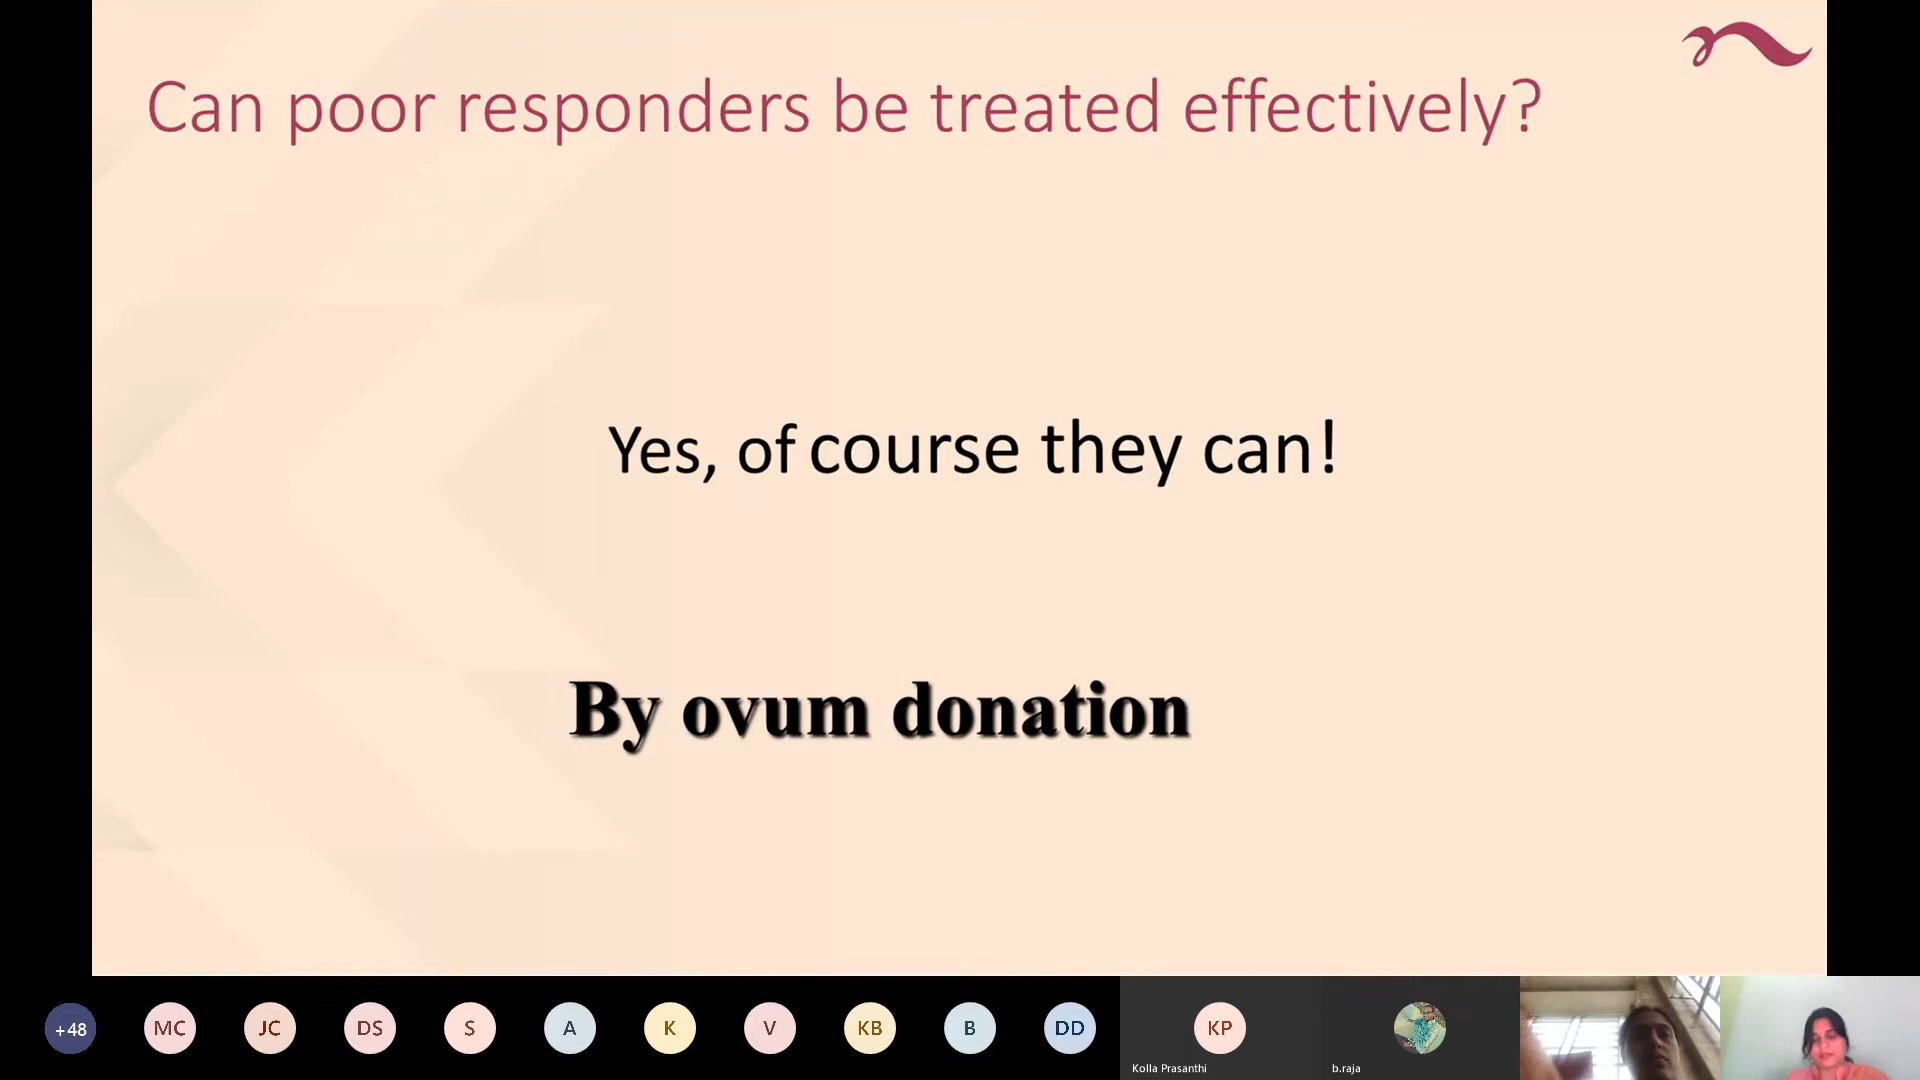 Can poor responders be treated effectively?
Yes, of course they can!
By ovum donation
+48
MC
JC
DS
S
A
K
V
KB
B
DD
KP
Kolla Prasanthi
b.raja